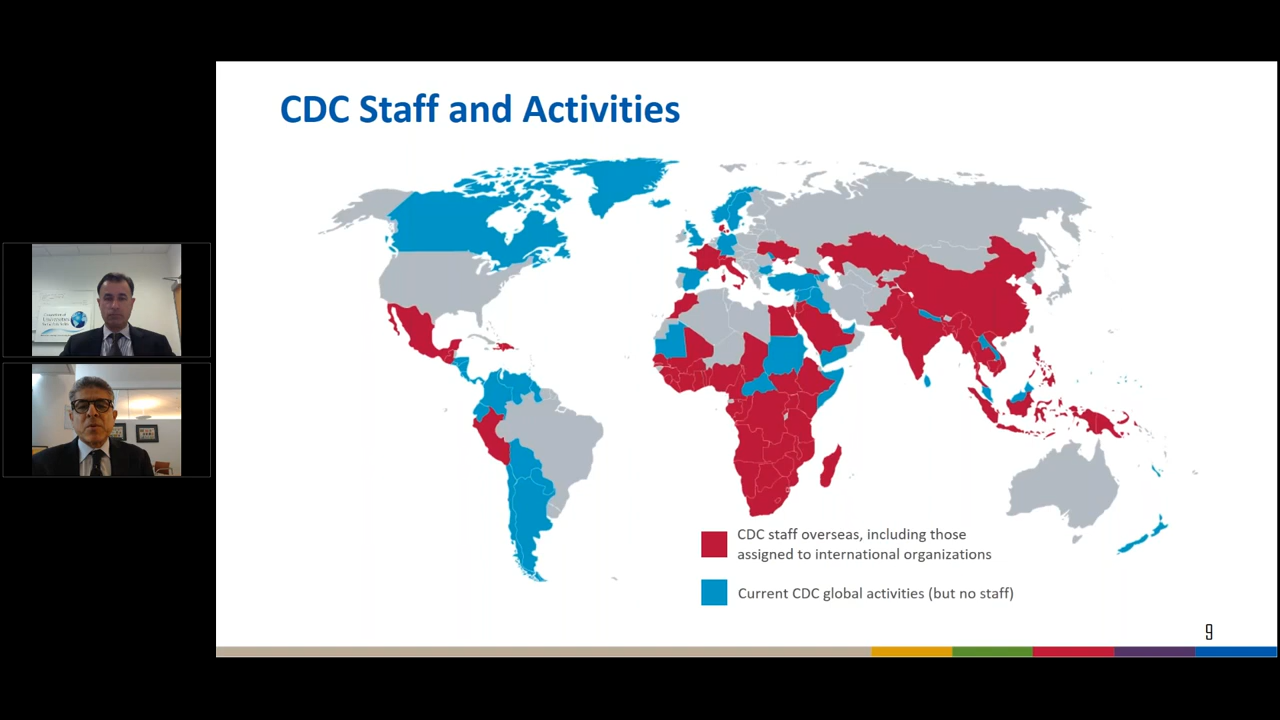 CDC Staff and Activities
CDC staff overseas, including those
assigned to international organizations
Current CDC global activities (but no staff)
9